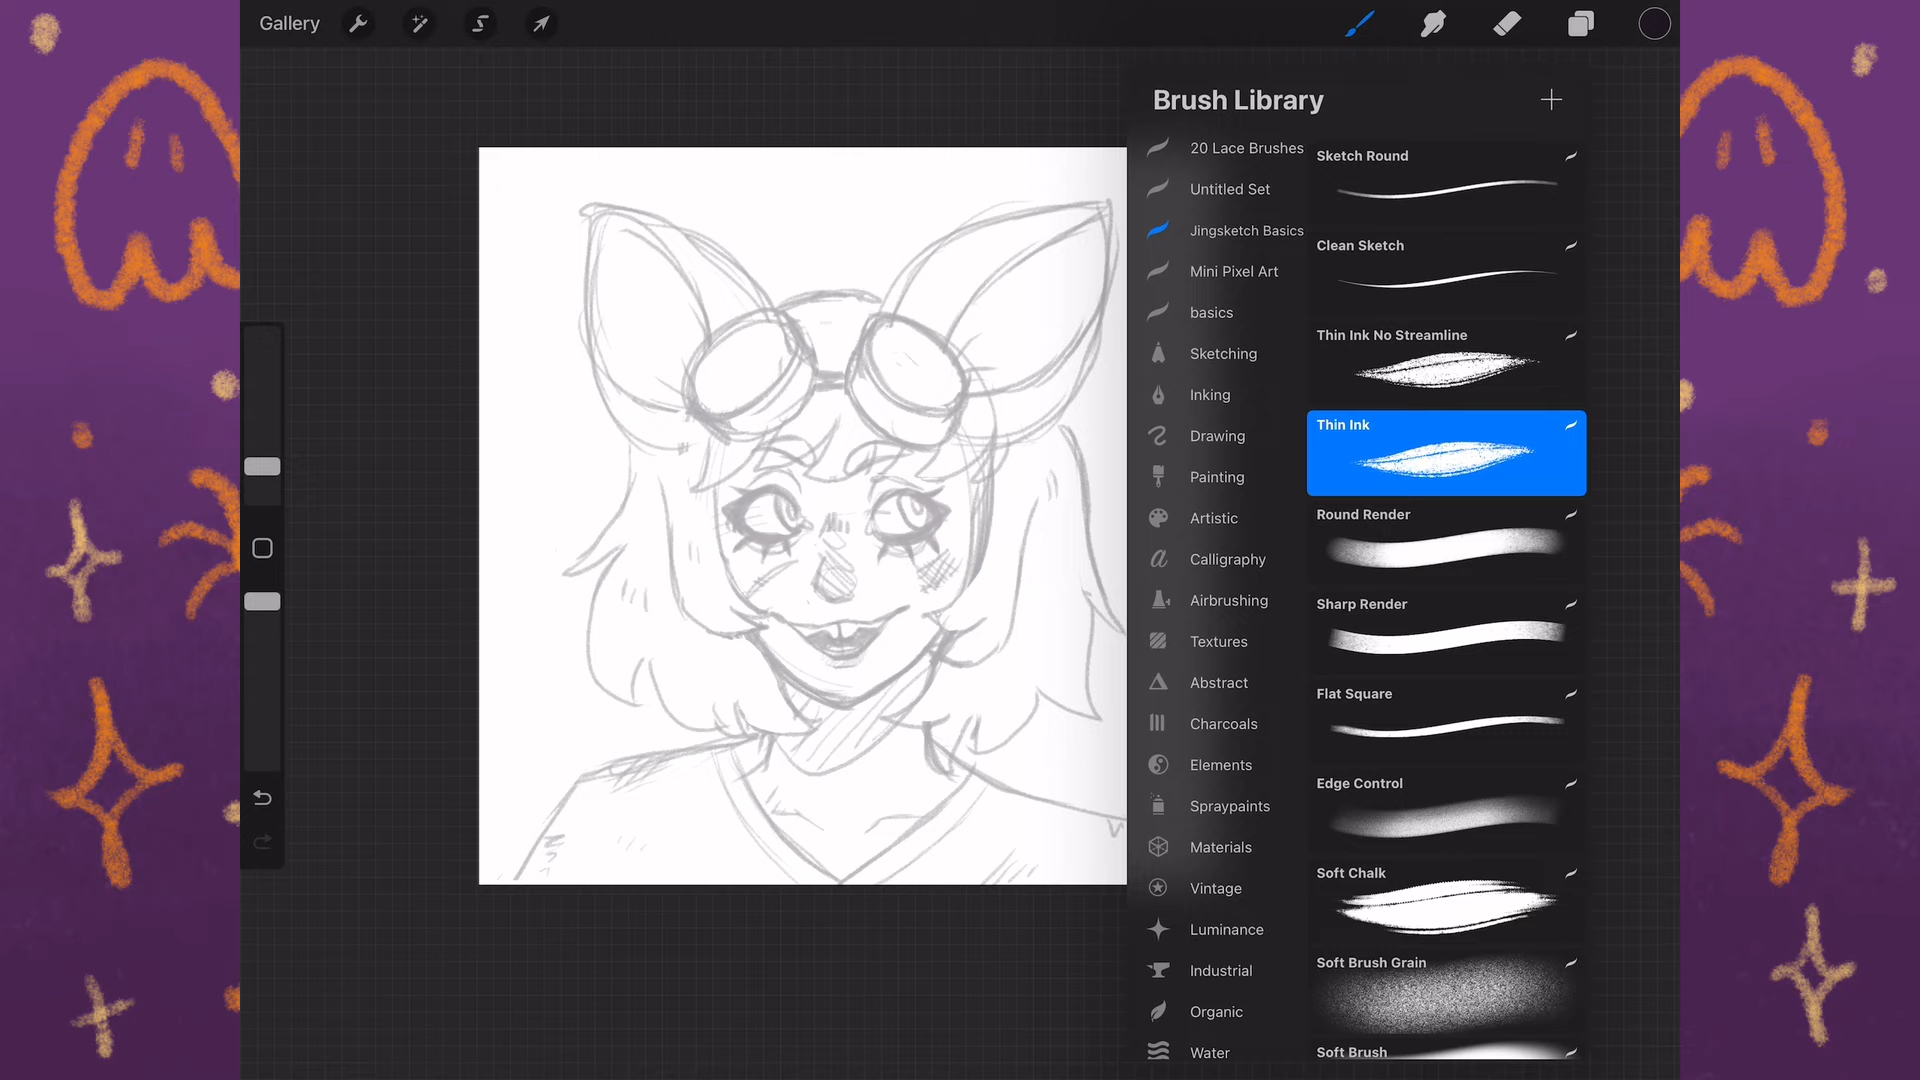 Gallery
Brush Library
20 Lace Brushes
Untitled Set
Jingsketch Basics
Mini Pixel Art
basics
Sketching
Inking
Drawing
Painting
Artistic
Calligraphy
Airbrushing
Textures
Abstract
Charcoals
Elements
Spraypaints
Materials
Vintage
Luminance
Industrial
Organic
Water
Sketch Round
Clean Sketch
Thin Ink No Streamline
Thin Ink
Round Render
Sharp Render
Flat Square
Edge Control
Soft Chalk
Soft Brush Grain
Soft Brush